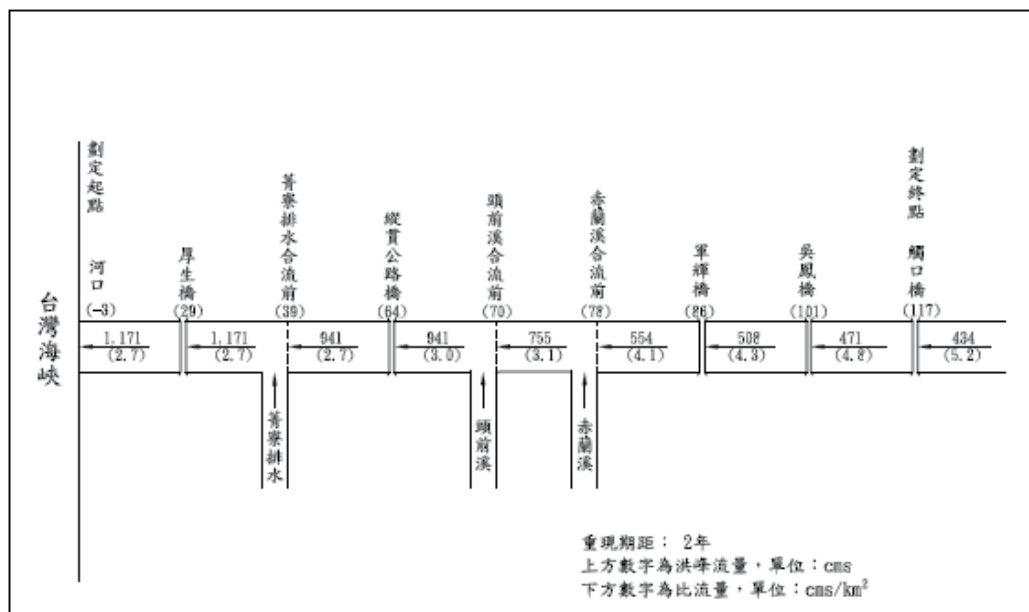 劃定起點 河口
(-3)
厚生橋
(29)
菁寮排水合流前
(39)
縱貫公路橋
(64)
頭前溪合流前
(70)
赤蘭溪合流前
(78)
軍輝橋
(86)
吳鳳橋
(101)
劃定終點 觸口橋
(117)
台灣海峽
1,171
(2.7)
1,171
(2.7)
941
(2.7)
941
(3.0)
755
(3.1)
554
(4.1)
508
(4.3)
471
(4.8)
434
(5.2)
菁寮排水
頭前溪
赤蘭溪
重現期距： 2年
上方數字為洪峰流量，單位：cms
下方數字為比流量，單位：cms/km²